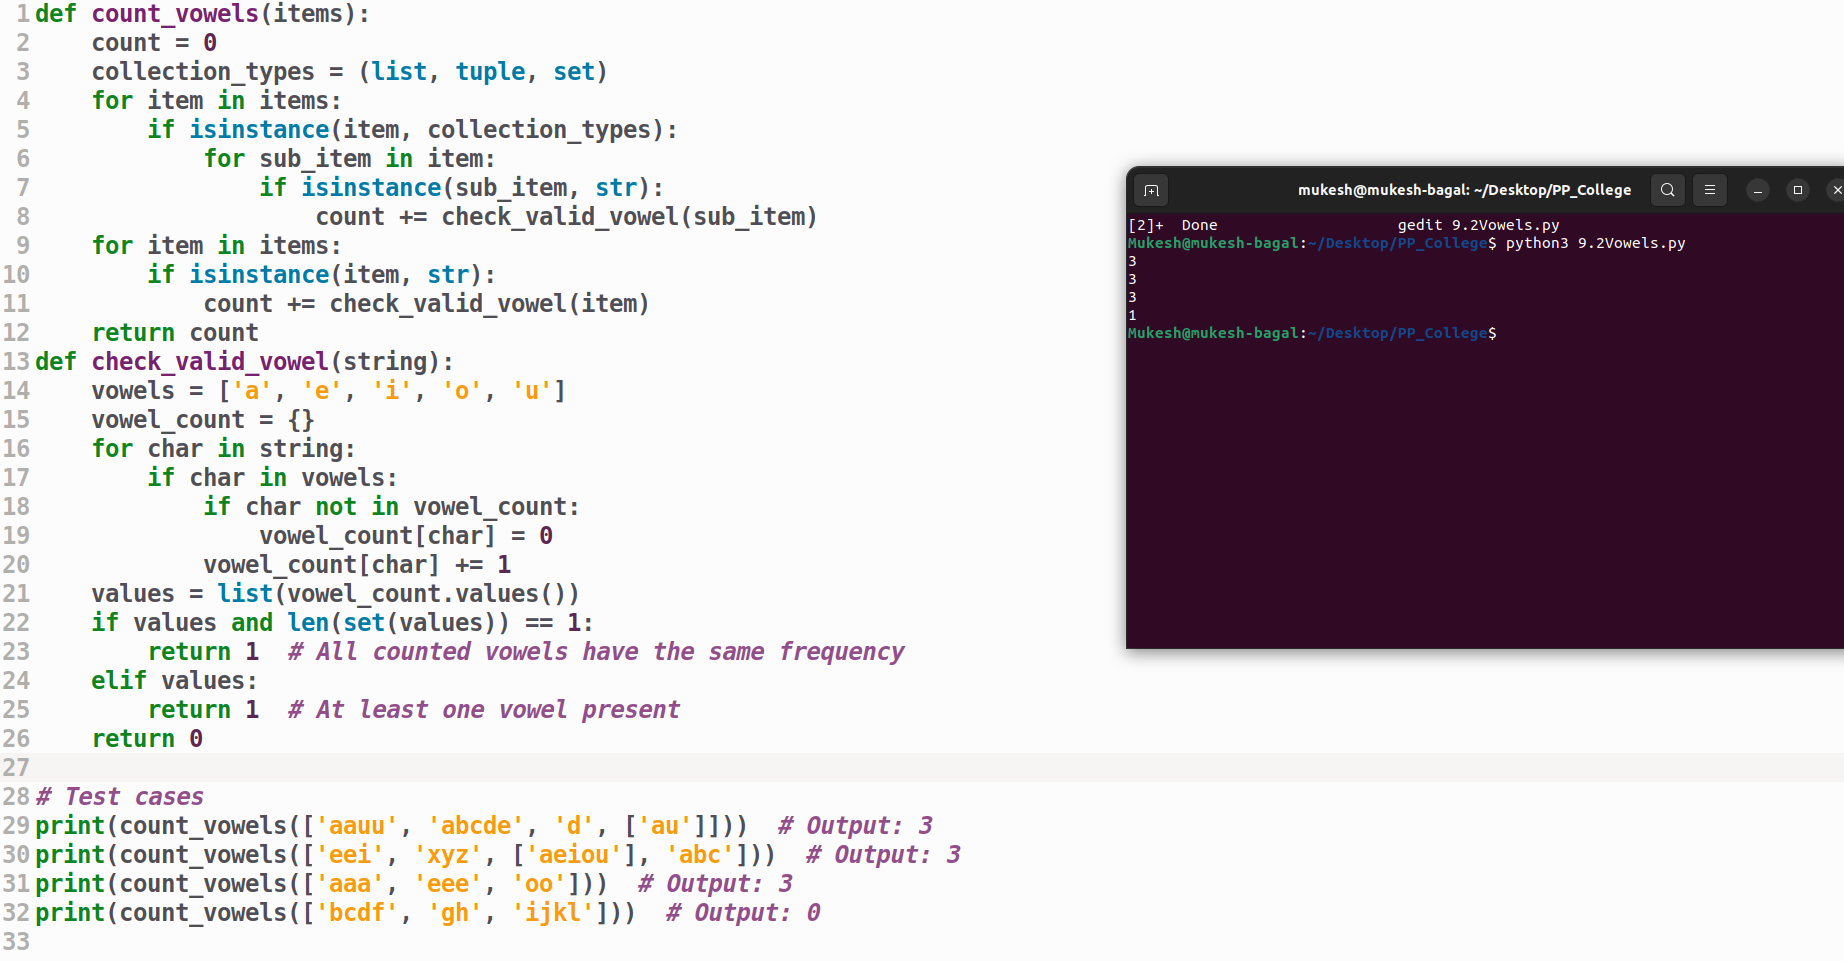 1 def count_vowels(items):
2     count = 0
3     collection_types = (list, tuple, set)
4     for item in items:
5         if isinstance(item, collection_types):
6             for sub_item in item:
7                 if isinstance(sub_item, str):
8                     count += check_valid_vowel(sub_item)
9     for item in items:
10         if isinstance(item, str):
11             count += check_valid_vowel(item)
12     return count
13 def check_valid_vowel(string):
14     vowels = ['a', 'e', 'i', 'o', 'u']
15     vowel_count = {}
16     for char in string:
17         if char in vowels:
18             if char not in vowel_count:
19                 vowel_count[char] = 0
20             vowel_count[char] += 1
21     values = list(vowel_count.values())
22     if values and len(set(values)) == 1:
23         return 1  # All counted vowels have the same frequency
24     elif values:
25         return 1  # At least one vowel present
26     return 0
27
28 # Test cases
29 print(count_vowels(['aauu', 'abcde', 'd', ['au']]))  # Output: 3
30 print(count_vowels(['eei', 'xyz', ['aeiou'], 'abc']))  # Output: 3
31 print(count_vowels(['aaa', 'eee', 'oo']))  # Output: 3
32 print(count_vowels(['bcdf', 'gh', 'ijkl']))  # Output: 0
33
mukesh@mukesh-bagal: ~/Desktop/PP_College
[2]+  Done                    gedit 9.2Vowels.py
Mukesh@mukesh-bagal:~/Desktop/PP_College$ python3 9.2Vowels.py
3
3
3
1
Mukesh@mukesh-bagal:~/Desktop/PP_College$